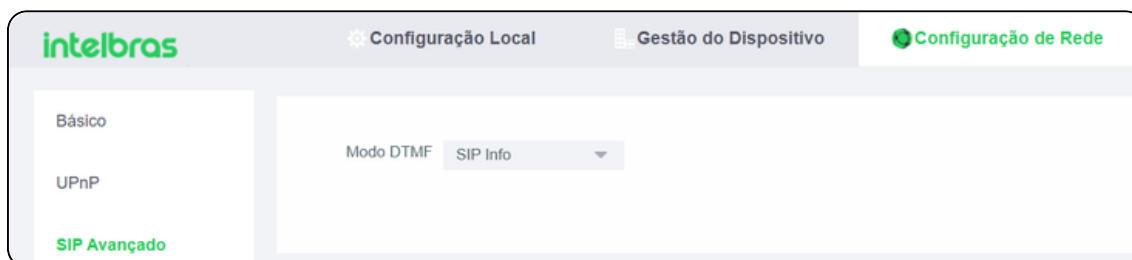 intelbras
Configuração Local
Gestão do Dispositivo
Configuração de Rede
Básico
Modo DTMF
SIP Info
UPnP
SIP Avançado